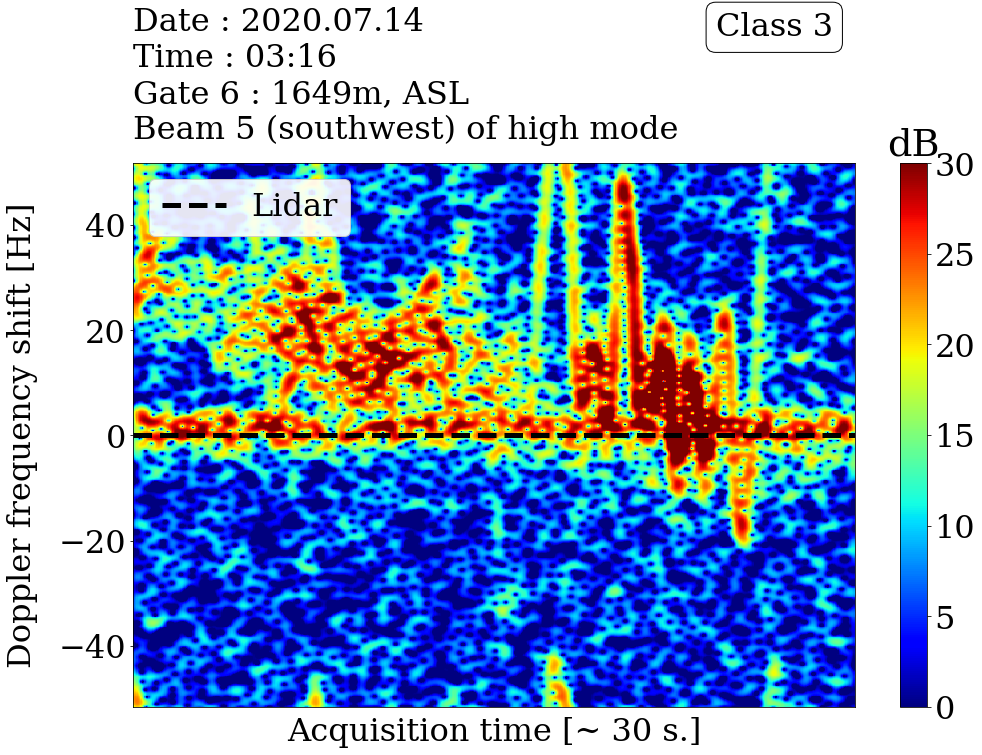 Date : 2020.07.14
Time : 03:16
Gate 6 : 1649m, ASL
Beam 5 (southwest) of high mode
Class 3
dB
Lidar
Doppler frequency shift [Hz]
40
20
0
−20
−40
30
25
20
15
10
5
0
Acquisition time [~ 30 s.]